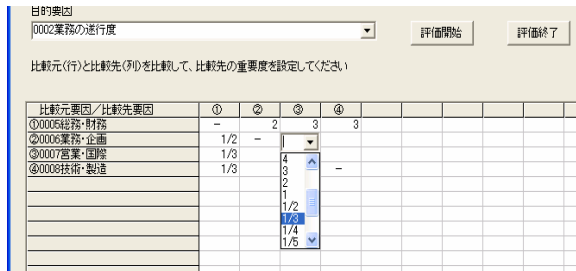 目的要因
0002業務の遂行度
評価開始 評価終了
比較元(行)と比較先(列)を比較して、比較先の重要度を設定してください
比較元要因／比較先要因 ① ② ③ ④
①0005総務・財務 － 2 3 3
②0006業務・企画 1/2 －
③0007営業・国際 1/3
④0008技術・製造 1/3 －
4
3
2
1
1/2
1/3
1/4
1/5